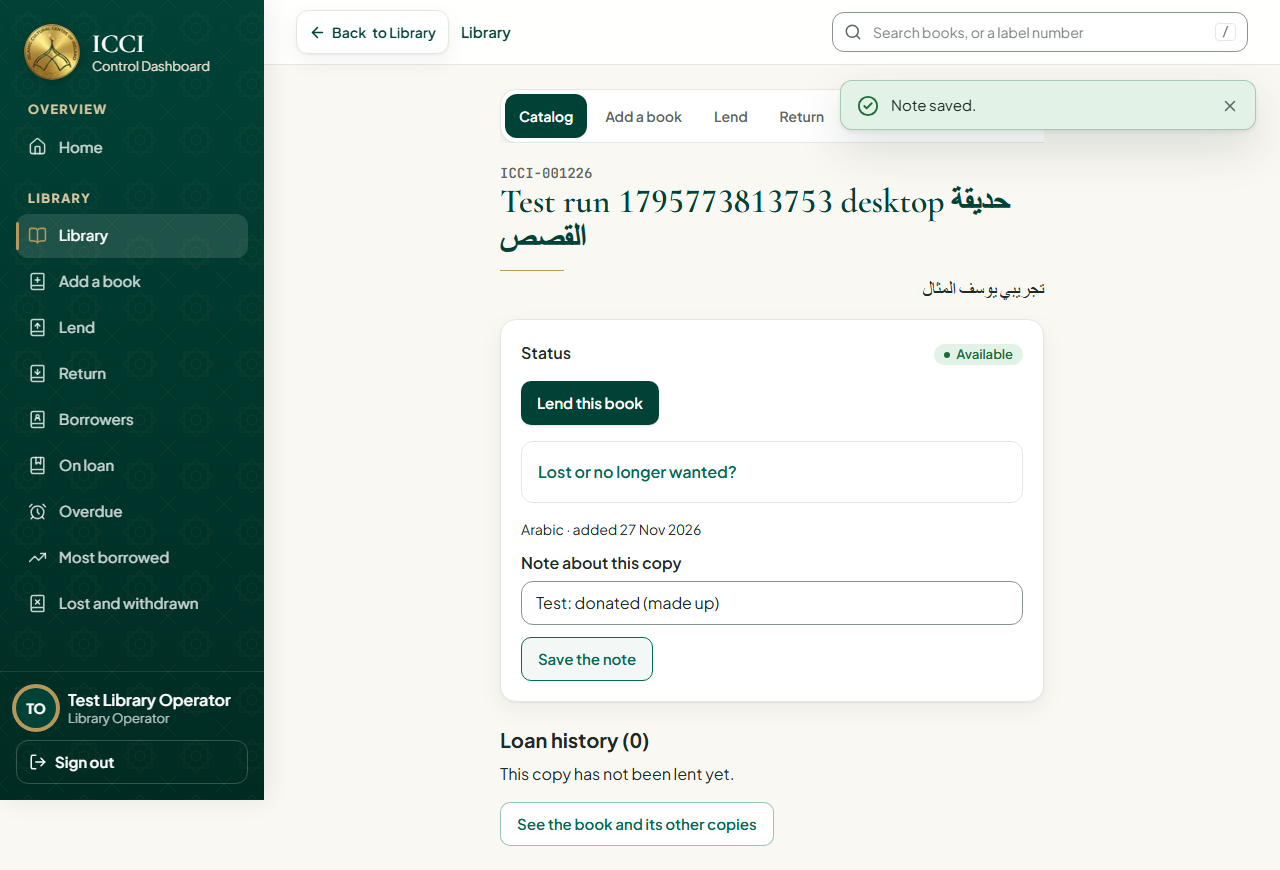 ICCI
Control Dashboard
OVERVIEW
Home
LIBRARY
Library
Add a book
Lend
Return
Borrowers
On loan
Overdue
Most borrowed
Lost and withdrawn
TO
Test Library Operator
Library Operator
Sign out
Back to Library
Library
Search books, or a label number
/
Note saved.
Catalog
Add a book
Lend
Return
ICCI-001226
Test run 1795773813753 desktop حديقة
القصص
تجريبي يوسف المثال
Status
Available
Lend this book
Lost or no longer wanted?
Arabic · added 27 Nov 2026
Note about this copy
Test: donated (made up)
Save the note
Loan history (0)
This copy has not been lent yet.
See the book and its other copies